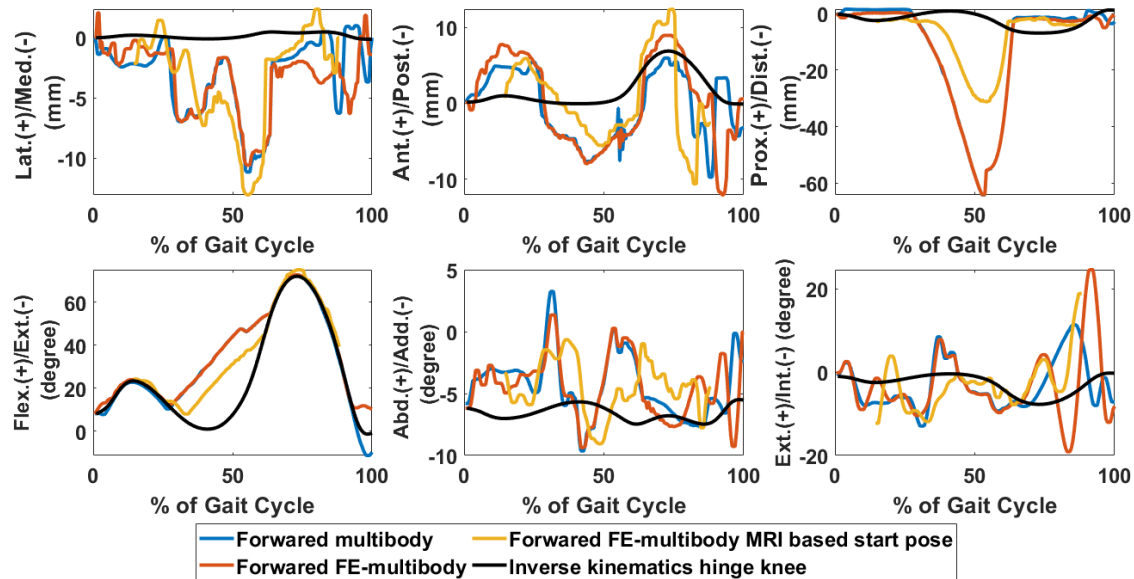 Lat.(+)/Med.(-)
(mm)
0
-5
-10
0
50
100
% of Gait Cycle
Ant.(+)/Post.(-)
(mm)
10
0
-10
0
50
100
% of Gait Cycle
Prox.(+)/Dist.(-)
(mm)
0
-20
-40
-60
0
50
100
% of Gait Cycle
Flex.(+)/Ext.(-)
(degree)
60
40
20
0
0
50
100
% of Gait Cycle
Abd.(+)/Add.(-)
(degree)
5
0
-5
-10
0
50
100
% of Gait Cycle
Ext.(+)/Int.(-) (degree)
20
0
-20
0
50
100
% of Gait Cycle
Forwared multibody
Forwared FE-multibody MRI based start pose
Forwared FE-multibody
Inverse kinematics hinge knee